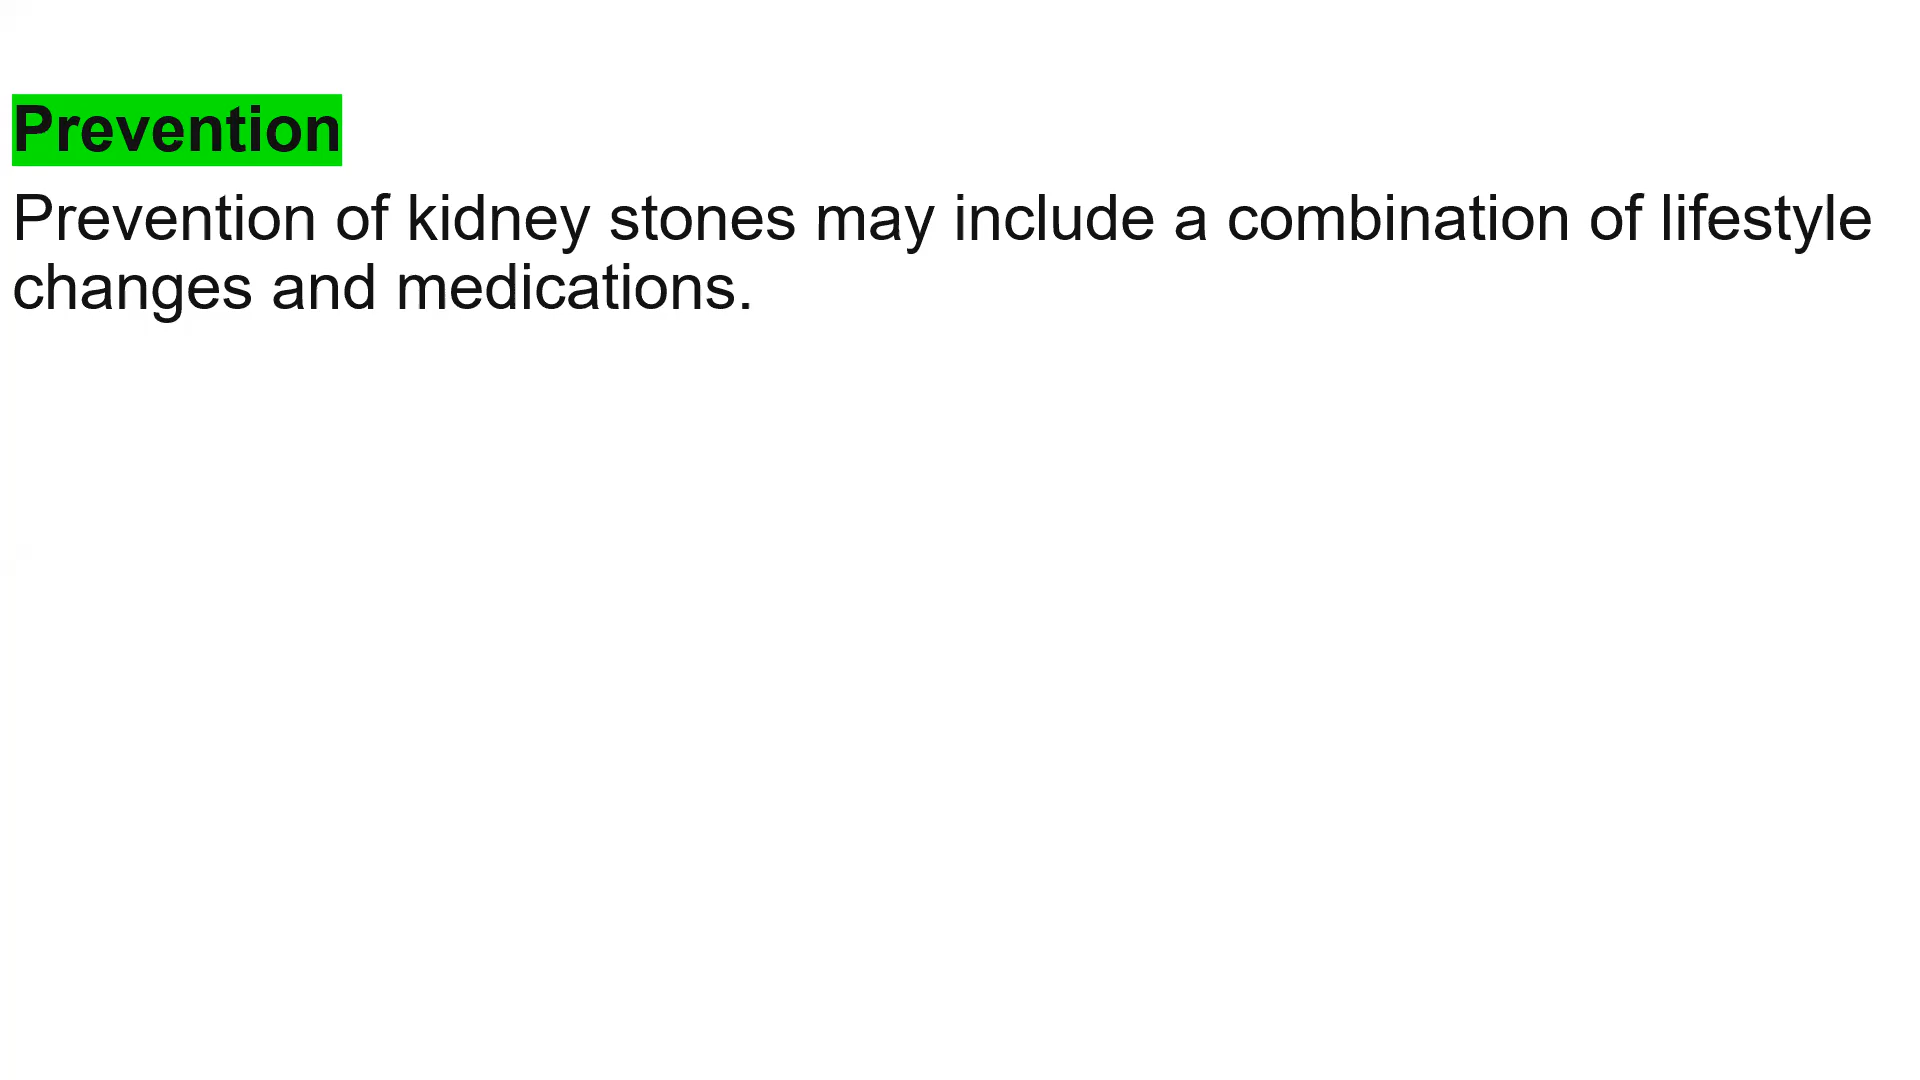 Prevention
Prevention of kidney stones may include a combination of lifestyle
changes and medications.